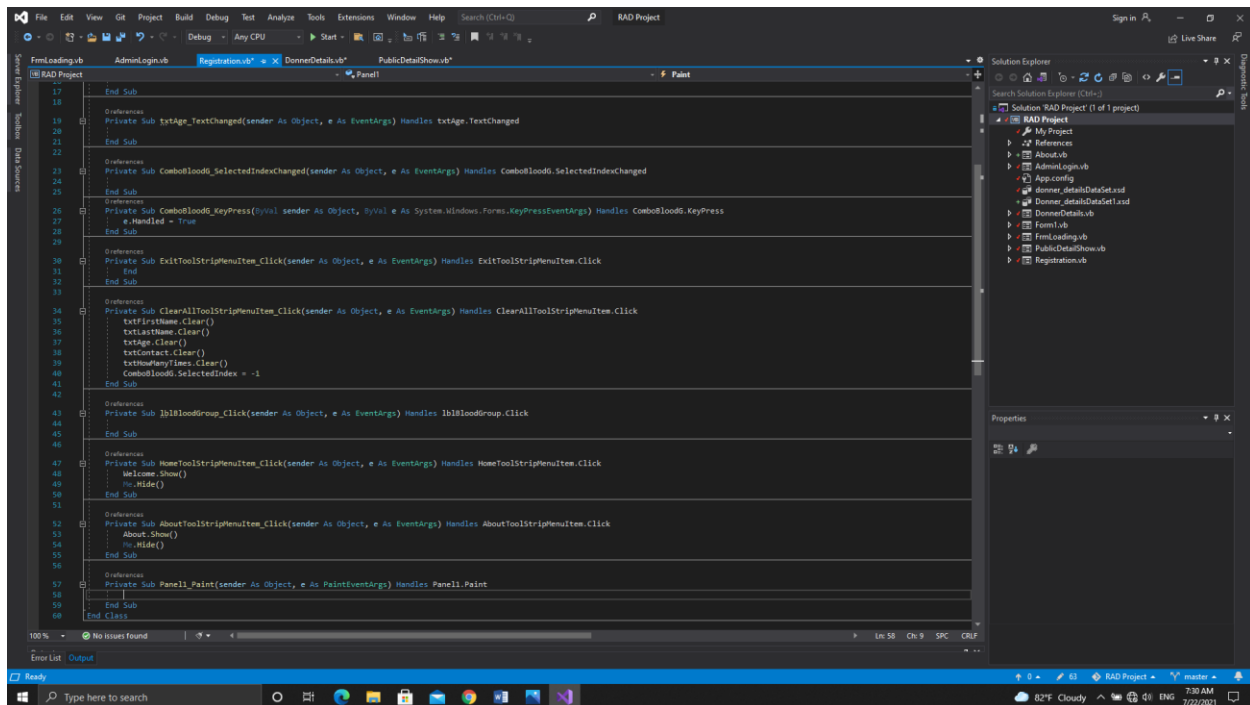 File Edit View Git Project Build Debug Test Analyze Tools Extensions Window Help Search (Ctrl+Q) RAD Project Sign in
Debug Any CPU Start Live Share
FrmLoading.vb AdminLogin.vb Registration.vb* DonnerDetails.vb* PublicDetailShow.vb*
RAD Project Panel1 Paint
17 End Sub
18
0 references
19 Private Sub txtAge_TextChanged(sender As Object, e As EventArgs) Handles txtAge.TextChanged
20
21 End Sub
22
0 references
23 Private Sub ComboBloodG_SelectedIndexChanged(sender As Object, e As EventArgs) Handles ComboBloodG.SelectedIndexChanged
24
25 End Sub
0 references
26 Private Sub ComboBloodG_KeyPress(ByVal sender As Object, ByVal e As System.Windows.Forms.KeyPressEventArgs) Handles ComboBloodG.KeyPress
27 e.Handled = True
28 End Sub
29
0 references
30 Private Sub ExitToolStripMenuItem_Click(sender As Object, e As EventArgs) Handles ExitToolStripMenuItem.Click
31 End
32 End Sub
33
0 references
34 Private Sub ClearAllToolStripMenuItem_Click(sender As Object, e As EventArgs) Handles ClearAllToolStripMenuItem.Click
35 txtFirstName.Clear()
36 txtLastName.Clear()
37 txtAge.Clear()
38 txtContact.Clear()
39 txtHowManyTimes.Clear()
40 ComboBloodG.SelectedIndex = -1
41 End Sub
42
0 references
43 Private Sub lblBloodGroup_Click(sender As Object, e As EventArgs) Handles lblBloodGroup.Click
44
45 End Sub
46
0 references
47 Private Sub HomeToolStripMenuItem_Click(sender As Object, e As EventArgs) Handles HomeToolStripMenuItem.Click
48 Welcome.Show()
49 Me.Hide()
50 End Sub
51
0 references
52 Private Sub AboutToolStripMenuItem_Click(sender As Object, e As EventArgs) Handles AboutToolStripMenuItem.Click
53 About.Show()
54 Me.Hide()
55 End Sub
56
0 references
57 Private Sub Panel1_Paint(sender As Object, e As PaintEventArgs) Handles Panel1.Paint
58
59 End Sub
60 End Class
100 % No issues found Ln: 58 Ch: 9 SPC CRLF
Error List Output
Server Explorer
Toolbox
Data Sources
Solution Explorer
Search Solution Explorer (Ctrl+;)
Solution 'RAD Project' (1 of 1 project)
RAD Project
My Project
References
About.vb
AdminLogin.vb
App.config
donner_detailsDataSet.xsd
Donner_detailsDataSet1.xsd
DonnerDetails.vb
Form1.vb
FrmLoading.vb
PublicDetailShow.vb
Registration.vb
Properties
Diagnostic Tools
Ready 0 63 RAD Project master
Type here to search 82°F Cloudy ENG 7:30 AM
7/22/2021